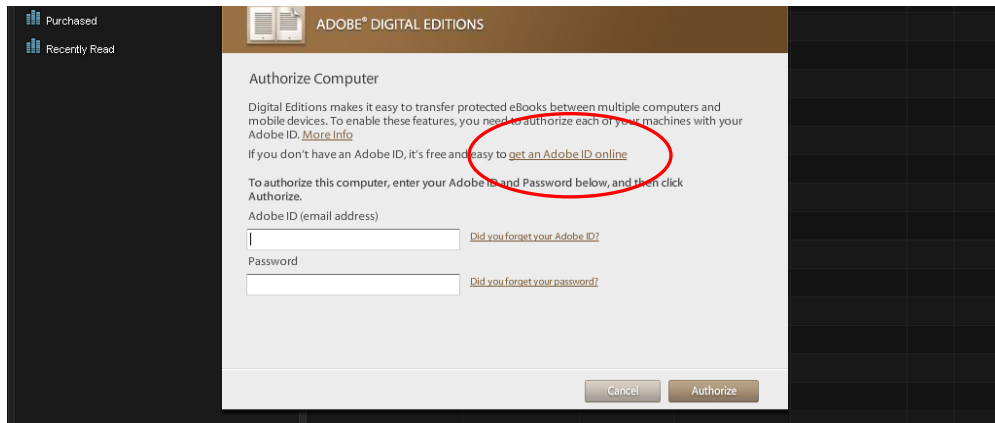 Purchased
Recently Read
ADOBE® DIGITAL EDITIONS
Authorize Computer
Digital Editions makes it easy to transfer protected eBooks between multiple computers and
mobile devices. To enable these features, you need to authorize each of your machines with your
Adobe ID. More Info
If you don't have an Adobe ID, it's free and easy to get an Adobe ID online
To authorize this computer, enter your Adobe ID and Password below, and then click
Authorize.
Adobe ID (email address)
Did you forget your Adobe ID?
Password
Did you forget your password?
Cancel
Authorize